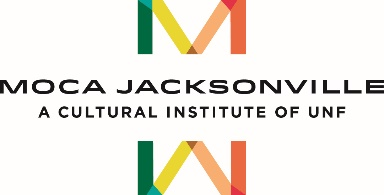 MOCA JACKSONVILLE
A CULTURAL INSTITUTE OF UNF